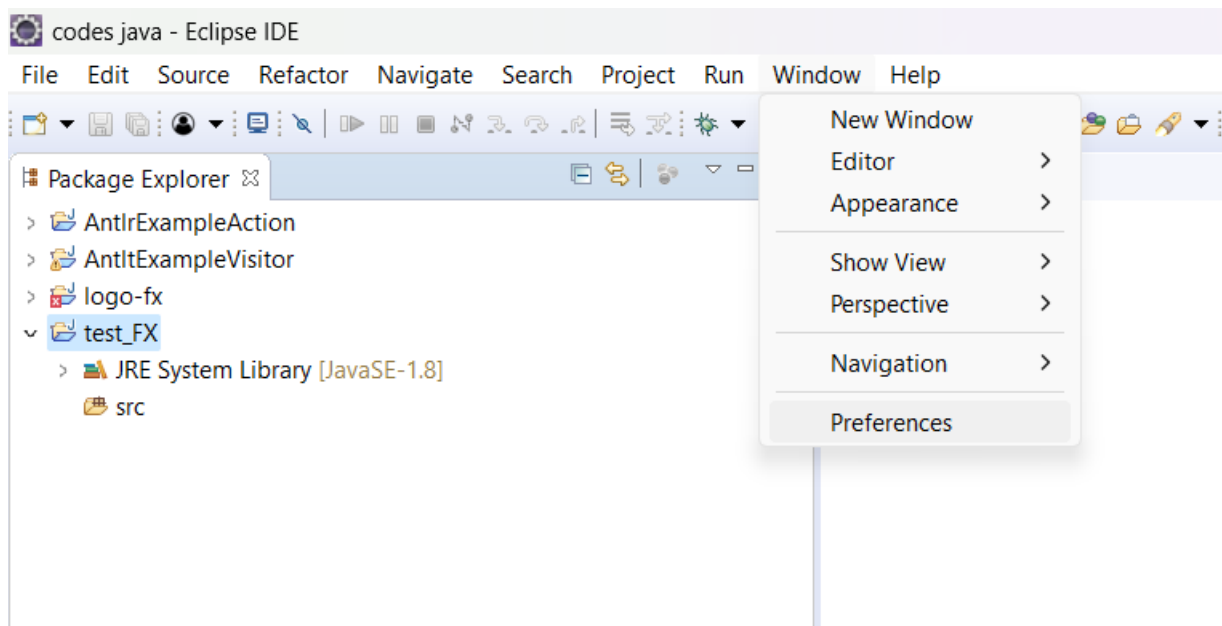 codes java - Eclipse IDE
File Edit Source Refactor Navigate Search Project Run Window Help
New Window
Editor
Appearance
Show View
Perspective
Navigation
Preferences
Package Explorer
AntlrExampleAction
AntItExampleVisitor
logo-fx
test_FX
JRE System Library [JavaSE-1.8]
src